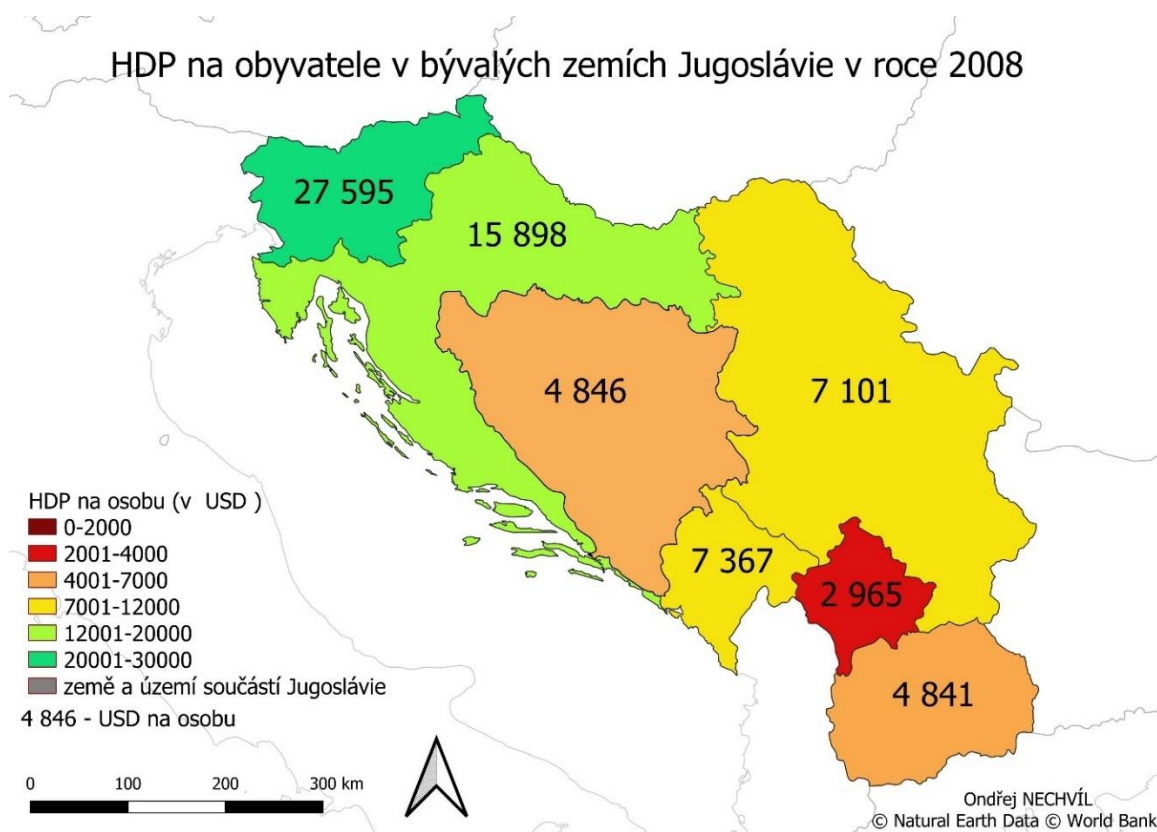 HDP na obyvatele v bývalých zemích Jugoslávie v roce 2008
27 595
15 898
4 846
7 101
7 367
2 965
4 841
HDP na osobu (v  USD )
0-2000
2001-4000
4001-7000
7001-12000
12001-20000
20001-30000
země a území součástí Jugoslávie
4 846 - USD na osobu
0 100 200 300 km
Ondřej NECHVÍL
© Natural Earth Data © World Bank